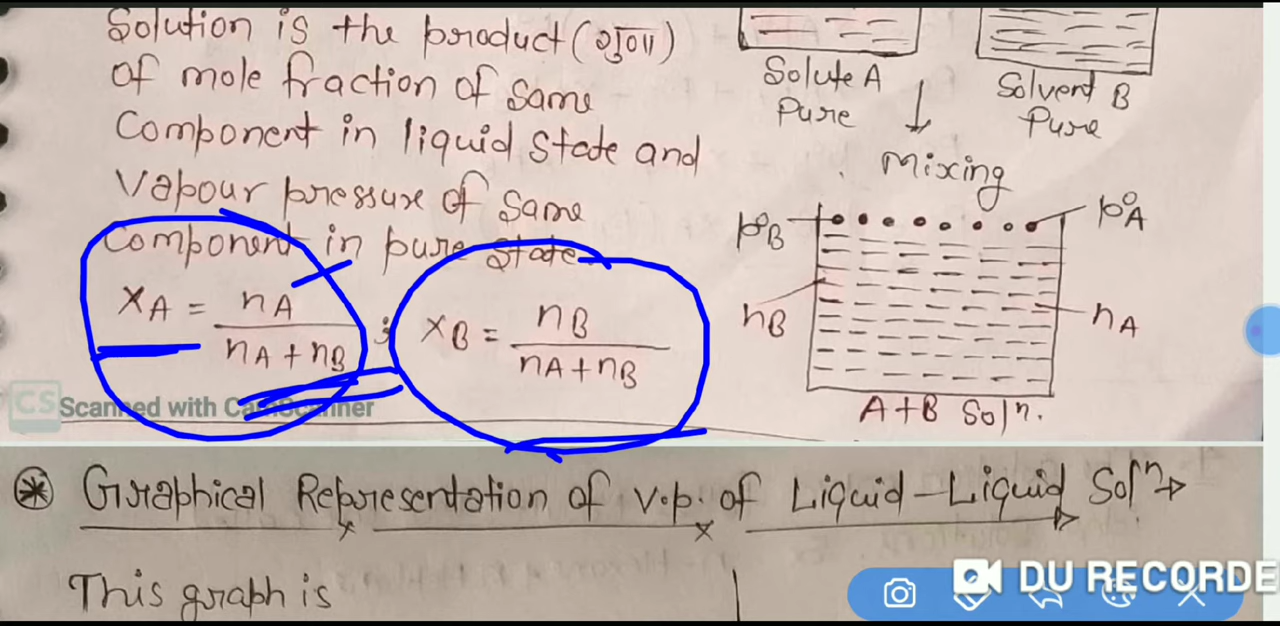 Solution is the product (गुणा)
of mole fraction of same
Component in liquid state and
Vapour pressure of same
Component in pure state
xA = nA / nA + nB ; xB = nB / nA + nB
Scanned with CamScanner
CS
Solute A
Pure
Solvent B
Pure
Mixing
p°B
p°A
nB
nA
A+B Solⁿ.
Graphical Representation of v.p. of Liquid-Liquid Solⁿ
This graph is
DU RECORDE